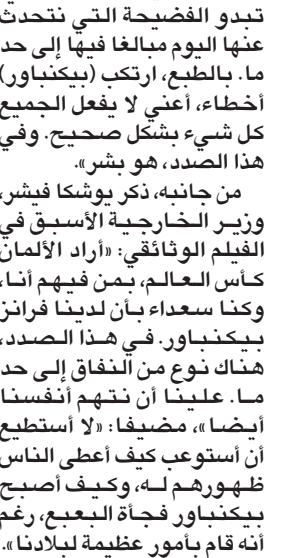 تبدو الفضيحة التي نتحدث
عنها اليوم مبالغا فيها إلى حد
ما. بالطبع، ارتكب (بيكنباور)
أخطاء، أعني لا يفعل الجميع
كل شيء بشكل صحيح. وفي
هذا الصدد، هو بشر».
من جانبه، ذكر يوشكا فيشر،
وزير الخارجية الأسبق في
الفيلم الوثائقي: «أراد الألمان
كأس العالم، بمن فيهم أنا،
وكنا سعداء بأن لدينا فرانز
بيكنباور. في هذا الصدد،
هناك نوع من النفاق إلى حد
ما. علينا أن نتهم أنفسنا
أيضا»، مضيفا: «لا أستطيع
أن أستوعب كيف أعطى الناس
ظهورهم له، وكيف أصبح
بيكنباور فجأة البعبع، رغم
أنه قام بأمور عظيمة لبلادنا».